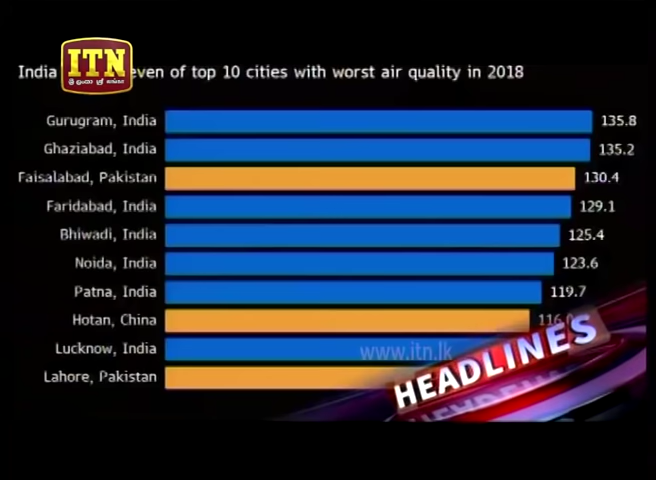 ITN
ශ්‍රී ලංකා
India
even of top 10 cities with worst air quality in 2018
Gurugram, India 135.8
Ghaziabad, India 135.2
Faisalabad, Pakistan 130.4
Faridabad, India 129.1
Bhiwadi, India 125.4
Noida, India 123.6
Patna, India 119.7
Hotan, China 116.0
Lucknow, India
Lahore, Pakistan
www.itn.lk
HEADLINES